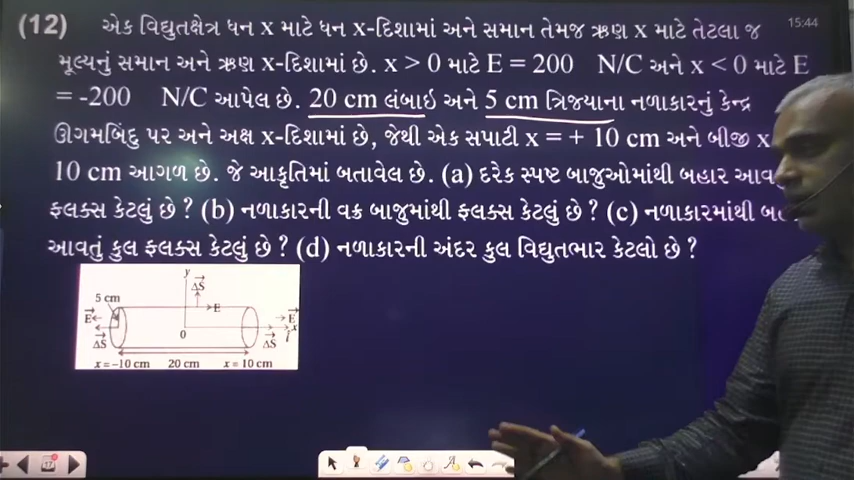 (12) એક વિદ્યુતક્ષેત્ર ધન x માટે ધન x-દિશામાં અને સમાન તેમજ ઋણ x માટે તેટલા જ
15:44
મૂલ્યનું સમાન અને ઋણ x-દિશામાં છે. x > 0 માટે E = 200 N/C અને x < 0 માટે E
= -200 N/C આપેલ છે. 20 cm લંબાઇ અને 5 cm ત્રિજ્યાના નળાકારનું કેન્દ્ર
ઊગમબિંદુ પર અને અક્ષ x-દિશામાં છે, જેથી એક સપાટી x = + 10 cm અને બીજી x
10 cm આગળ છે. જે આકૃતિમાં બતાવેલ છે. (a) દરેક સ્પષ્ટ બાજુઓમાંથી બહાર
ફ્લક્સ કેટલું છે ? (b) નળાકારની વક્ર બાજુમાંથી ફ્લક્સ કેટલું છે ? (c) નળાકારમાંથી
આવતું કુલ ફ્લક્સ કેટલું છે ? (d) નળાકારની અંદર કુલ વિદ્યુતભાર કેટલો છે ?
y
ΔS
5 cm
E
E
E
x
0
ΔS
ΔS
x = –10 cm 20 cm x = 10 cm
17